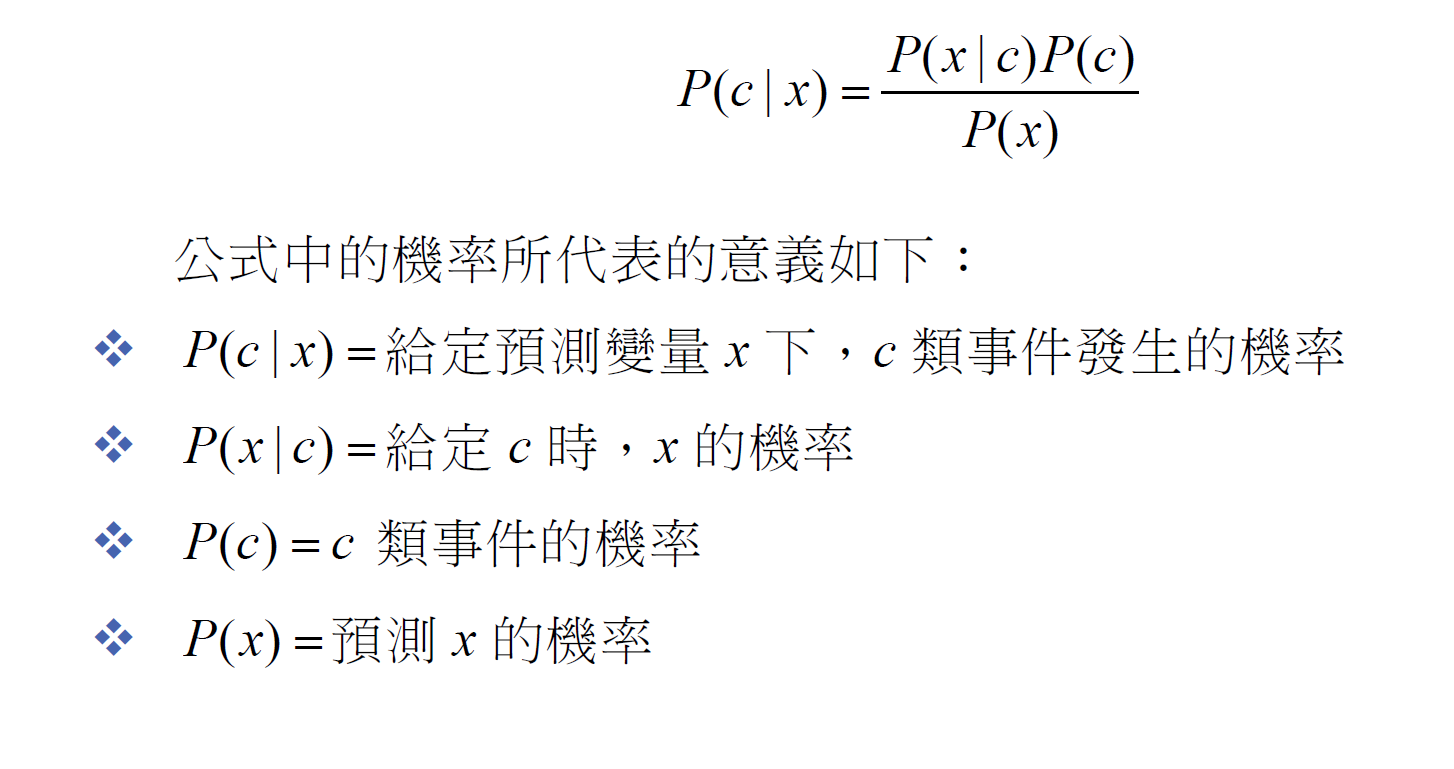 P(c | x) = P(x | c)P(c) / P(x)
公式中的機率所代表的意義如下：
❖ P(c | x) = 給定預測變量 x 下，c 類事件發生的機率
❖ P(x | c) = 給定 c 時，x 的機率
❖ P(c) = c 類事件的機率
❖ P(x) = 預測 x 的機率